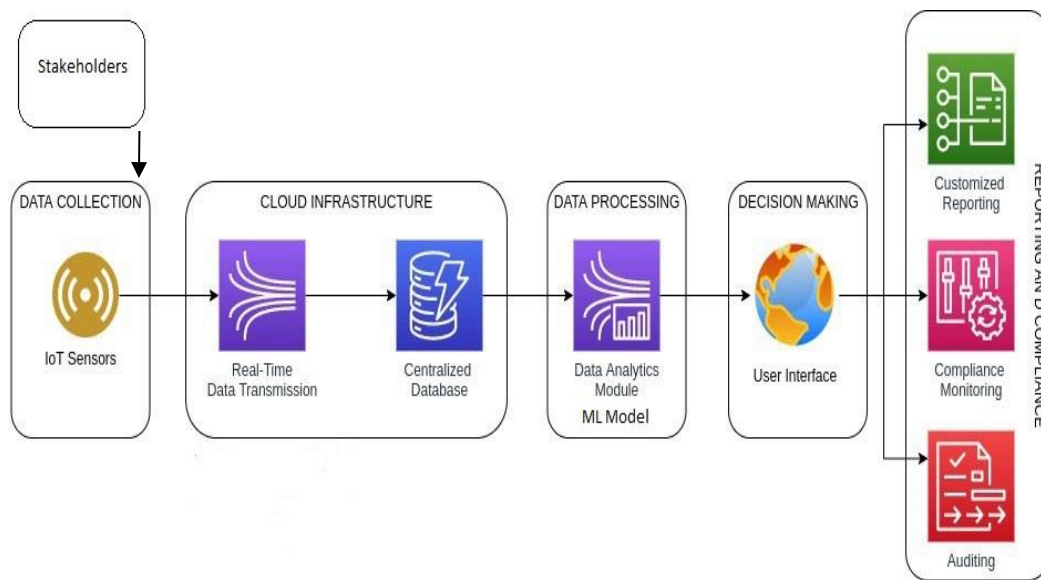 Stakeholders
DATA COLLECTION
IoT Sensors
CLOUD INFRASTRUCTURE
Real-Time
Data Transmission
Centralized
Database
DATA PROCESSING
Data Analytics
Module
ML Model
DECISION MAKING
User Interface
Customized
Reporting
Compliance
Monitoring
Auditing
REPORTING AN D COMPLIANCE